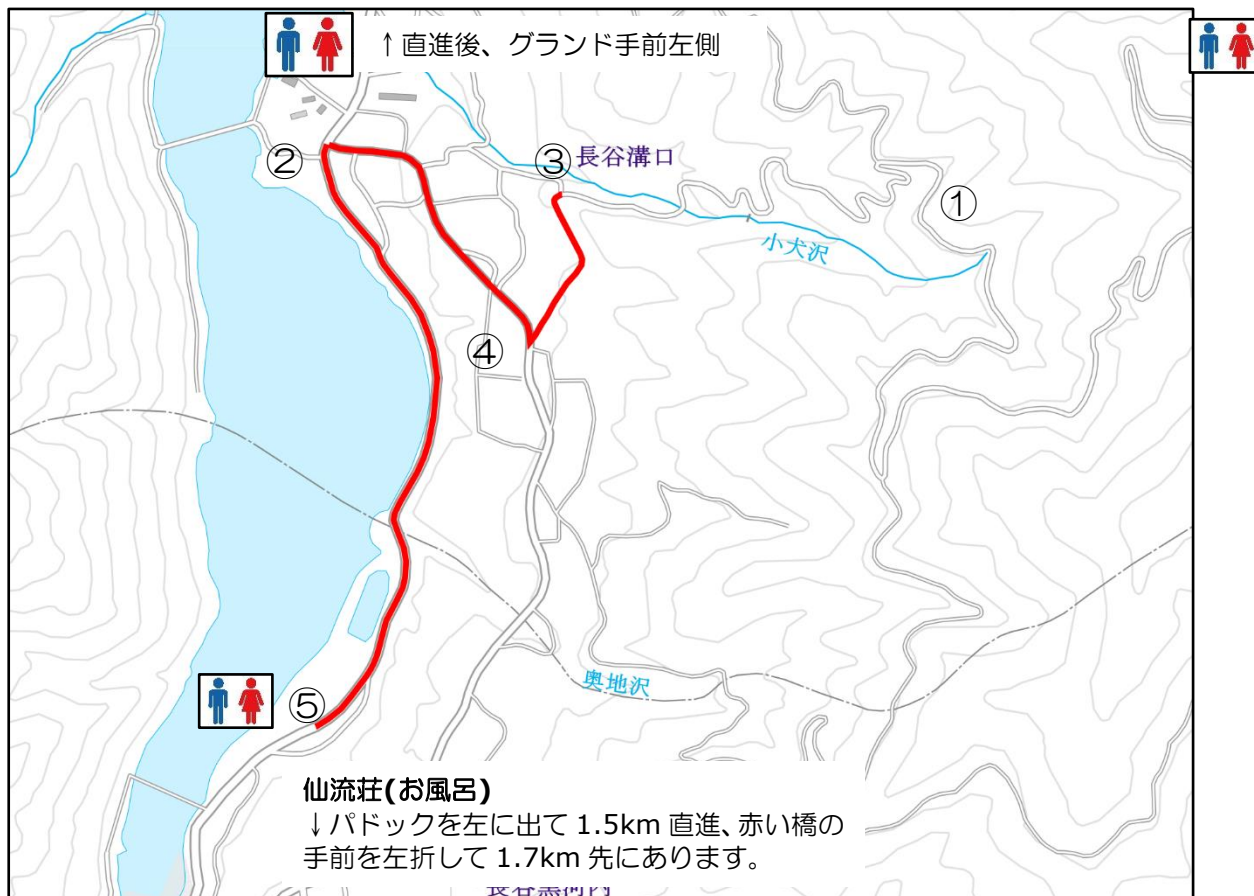 ↑直進後、グランド手前左側
②
③
長谷溝口
①
小犬沢
④
奥地沢
⑤
仙流荘(お風呂)
↓パドックを左に出て 1.5km 直進、赤い橋の
手前を左折して 1.7km 先にあります。